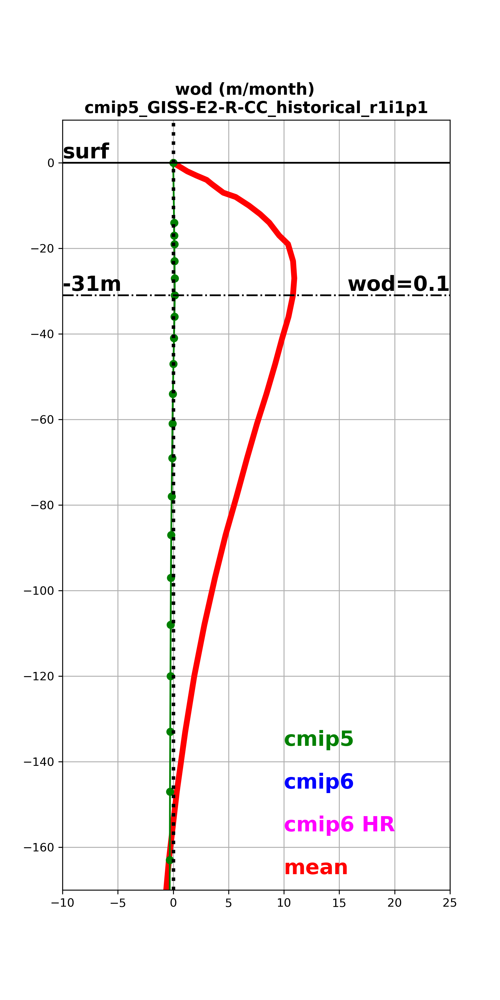 wod (m/month)
cmip5_GISS-E2-R-CC_historical_r1i1p1
surf
0
−20
-31m
wod=0.1
−40
−60
−80
−100
−120
cmip5
−140
cmip6
cmip6 HR
−160
mean
−10 −5 0 5 10 15 20 25